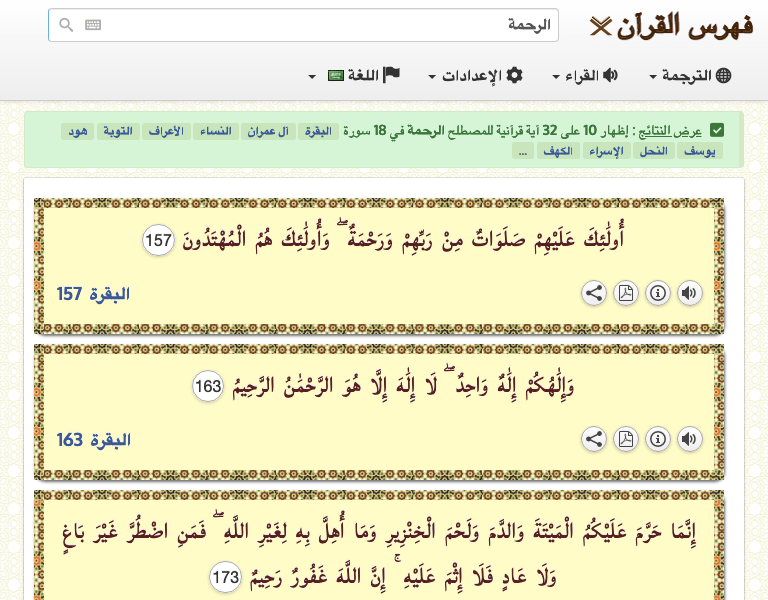 فهرس القرآن
الرحمة
الترجمة القراء الإعدادات اللغة
عرض النتائج : إظهار 10 على 32 آية قرآنية للمصطلح الرحمة في 18 سورة البقرة آل عمران النساء الأعراف التوبة هود
يوسف النحل الإسراء الكهف ...
أُولَٰئِكَ عَلَيْهِمْ صَلَوَاتٌ مِنْ رَبِّهِمْ وَرَحْمَةٌ ۖ وَأُولَٰئِكَ هُمُ الْمُهْتَدُونَ 157
البقرة 157
وَإِلَٰهُكُمْ إِلَٰهٌ وَاحِدٌ ۖ لَا إِلَٰهَ إِلَّا هُوَ الرَّحْمَٰنُ الرَّحِيمُ 163
البقرة 163
إِنَّمَا حَرَّمَ عَلَيْكُمُ الْمَيْتَةَ وَالدَّمَ وَلَحْمَ الْخِنْزِيرِ وَمَا أُهِلَّ بِهِ لِغَيْرِ اللَّهِ ۖ فَمَنِ اضْطُرَّ غَيْرَ بَاغٍ
وَلَا عَادٍ فَلَا إِثْمَ عَلَيْهِ ۚ إِنَّ اللَّهَ غَفُورٌ رَحِيمٌ 173